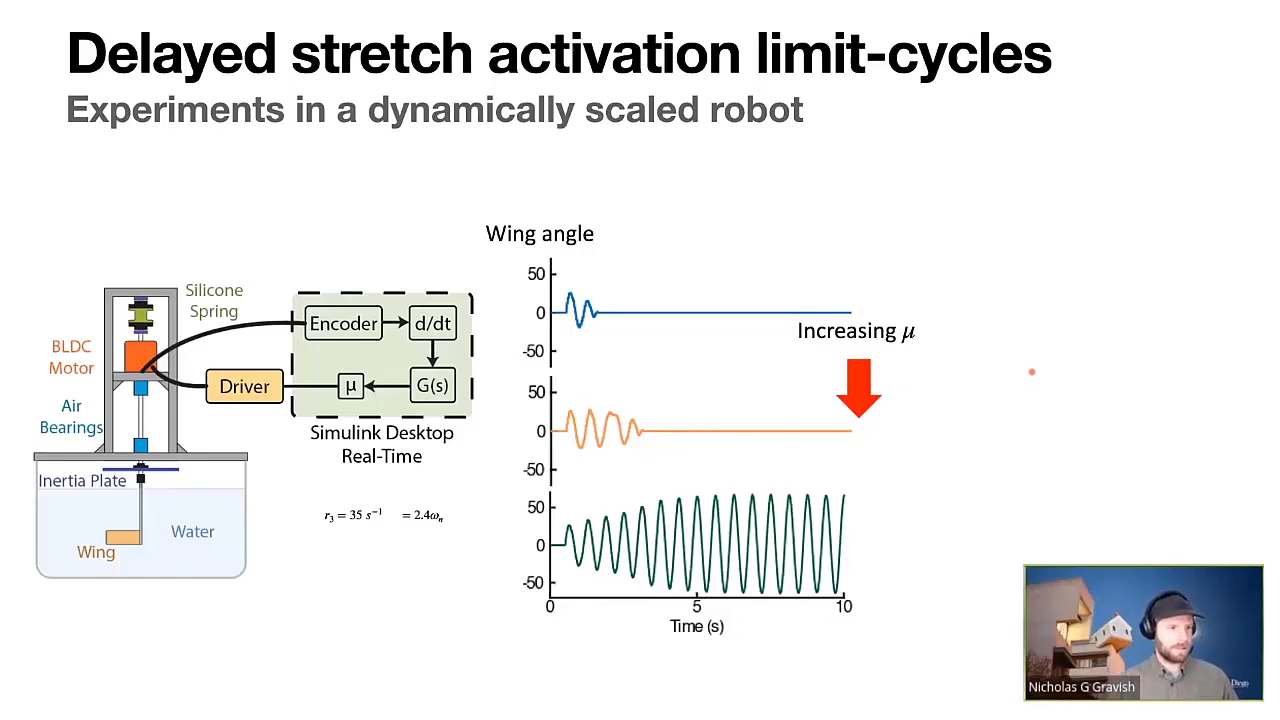 Delayed stretch activation limit-cycles
Experiments in a dynamically scaled robot
Silicone
Spring
BLDC
Motor
Air
Bearings
Inertia Plate
Water
Wing
Encoder
d/dt
Driver
μ
G(s)
Simulink Desktop
Real-Time
r₃ = 35 s⁻¹ = 2.4ωₙ
Wing angle
50
0
-50
50
0
-50
50
0
-50
0 5 10
Time (s)
Increasing μ
Nicholas G Gravish